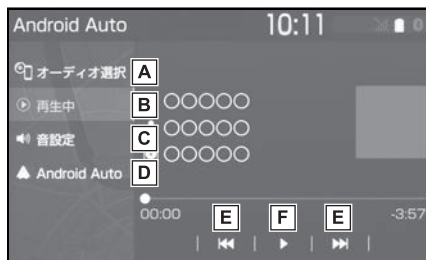 Android Auto 10:11
オーディオ選択 A
再生中 B ○○○○○
音設定 C ○○○○○
○○○○○
Android Auto D
00:00 E F E -3:57